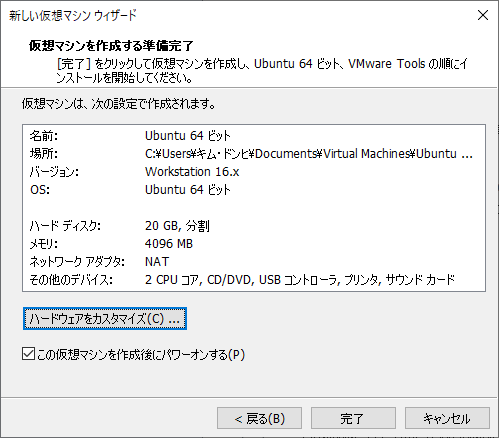 新しい仮想マシン ウィザード
仮想マシンを作成する準備完了
[完了] をクリックして仮想マシンを作成し、Ubuntu 64 ビット、VMware Tools の順にイ
ンストールを開始してください。
仮想マシンは、次の設定で作成されます。
名前: Ubuntu 64 ビット
場所: C:¥Users¥キム・ドンヒ¥Documents¥Virtual Machines¥Ubuntu ...
バージョン: Workstation 16.x
OS: Ubuntu 64 ビット
ハード ディスク: 20 GB, 分割
メモリ: 4096 MB
ネットワーク アダプタ: NAT
その他のデバイス: 2 CPU コア, CD/DVD, USB コントローラ, プリンタ, サウンド カード
ハードウェアをカスタマイズ(C) ...
この仮想マシンを作成後にパワーオンする(P)
< 戻る(B) 完了 キャンセル